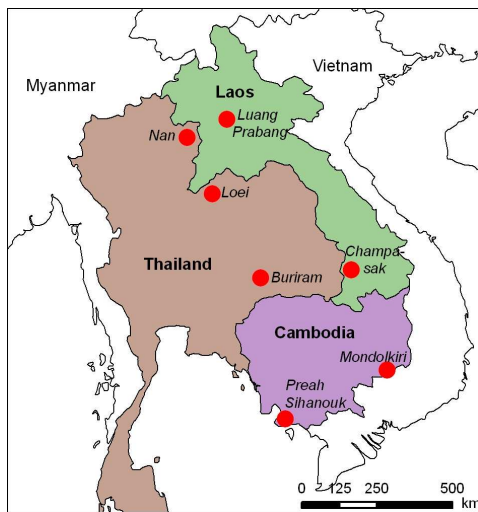 Myanmar
Vietnam
Laos
Luang
Prabang
Nan
Loei
Thailand
Champa-
sak
Buriram
Cambodia
Mondolkiri
Preah
Sihanouk
0 125 250 500
km